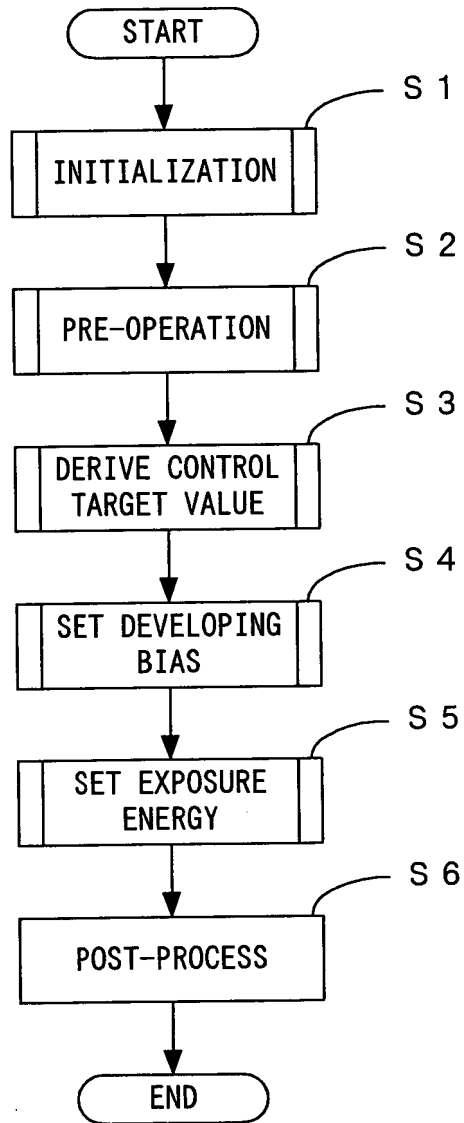 START
S 1
INITIALIZATION
S 2
PRE-OPERATION
S 3
DERIVE CONTROL
TARGET VALUE
S 4
SET DEVELOPING
BIAS
S 5
SET EXPOSURE
ENERGY
S 6
POST-PROCESS
END